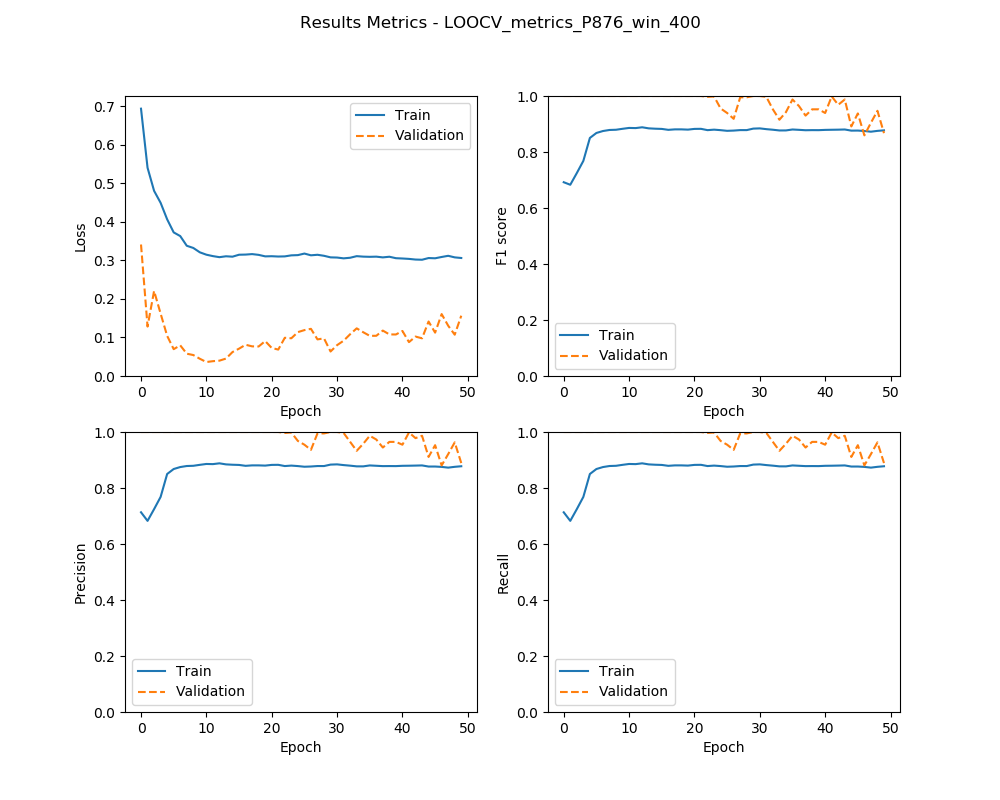 Results Metrics - LOOCV_metrics_P876_win_400
0.7
0.6
0.5
0.4
0.3
0.2
0.1
0.0
Loss
Train
Validation
0 10 20 30 40 50
Epoch
1.0
0.8
0.6
0.4
0.2
0.0
F1 score
Train
Validation
0 10 20 30 40 50
Epoch
1.0
0.8
0.6
0.4
0.2
0.0
Precision
Train
Validation
0 10 20 30 40 50
Epoch
1.0
0.8
0.6
0.4
0.2
0.0
Recall
Train
Validation
0 10 20 30 40 50
Epoch